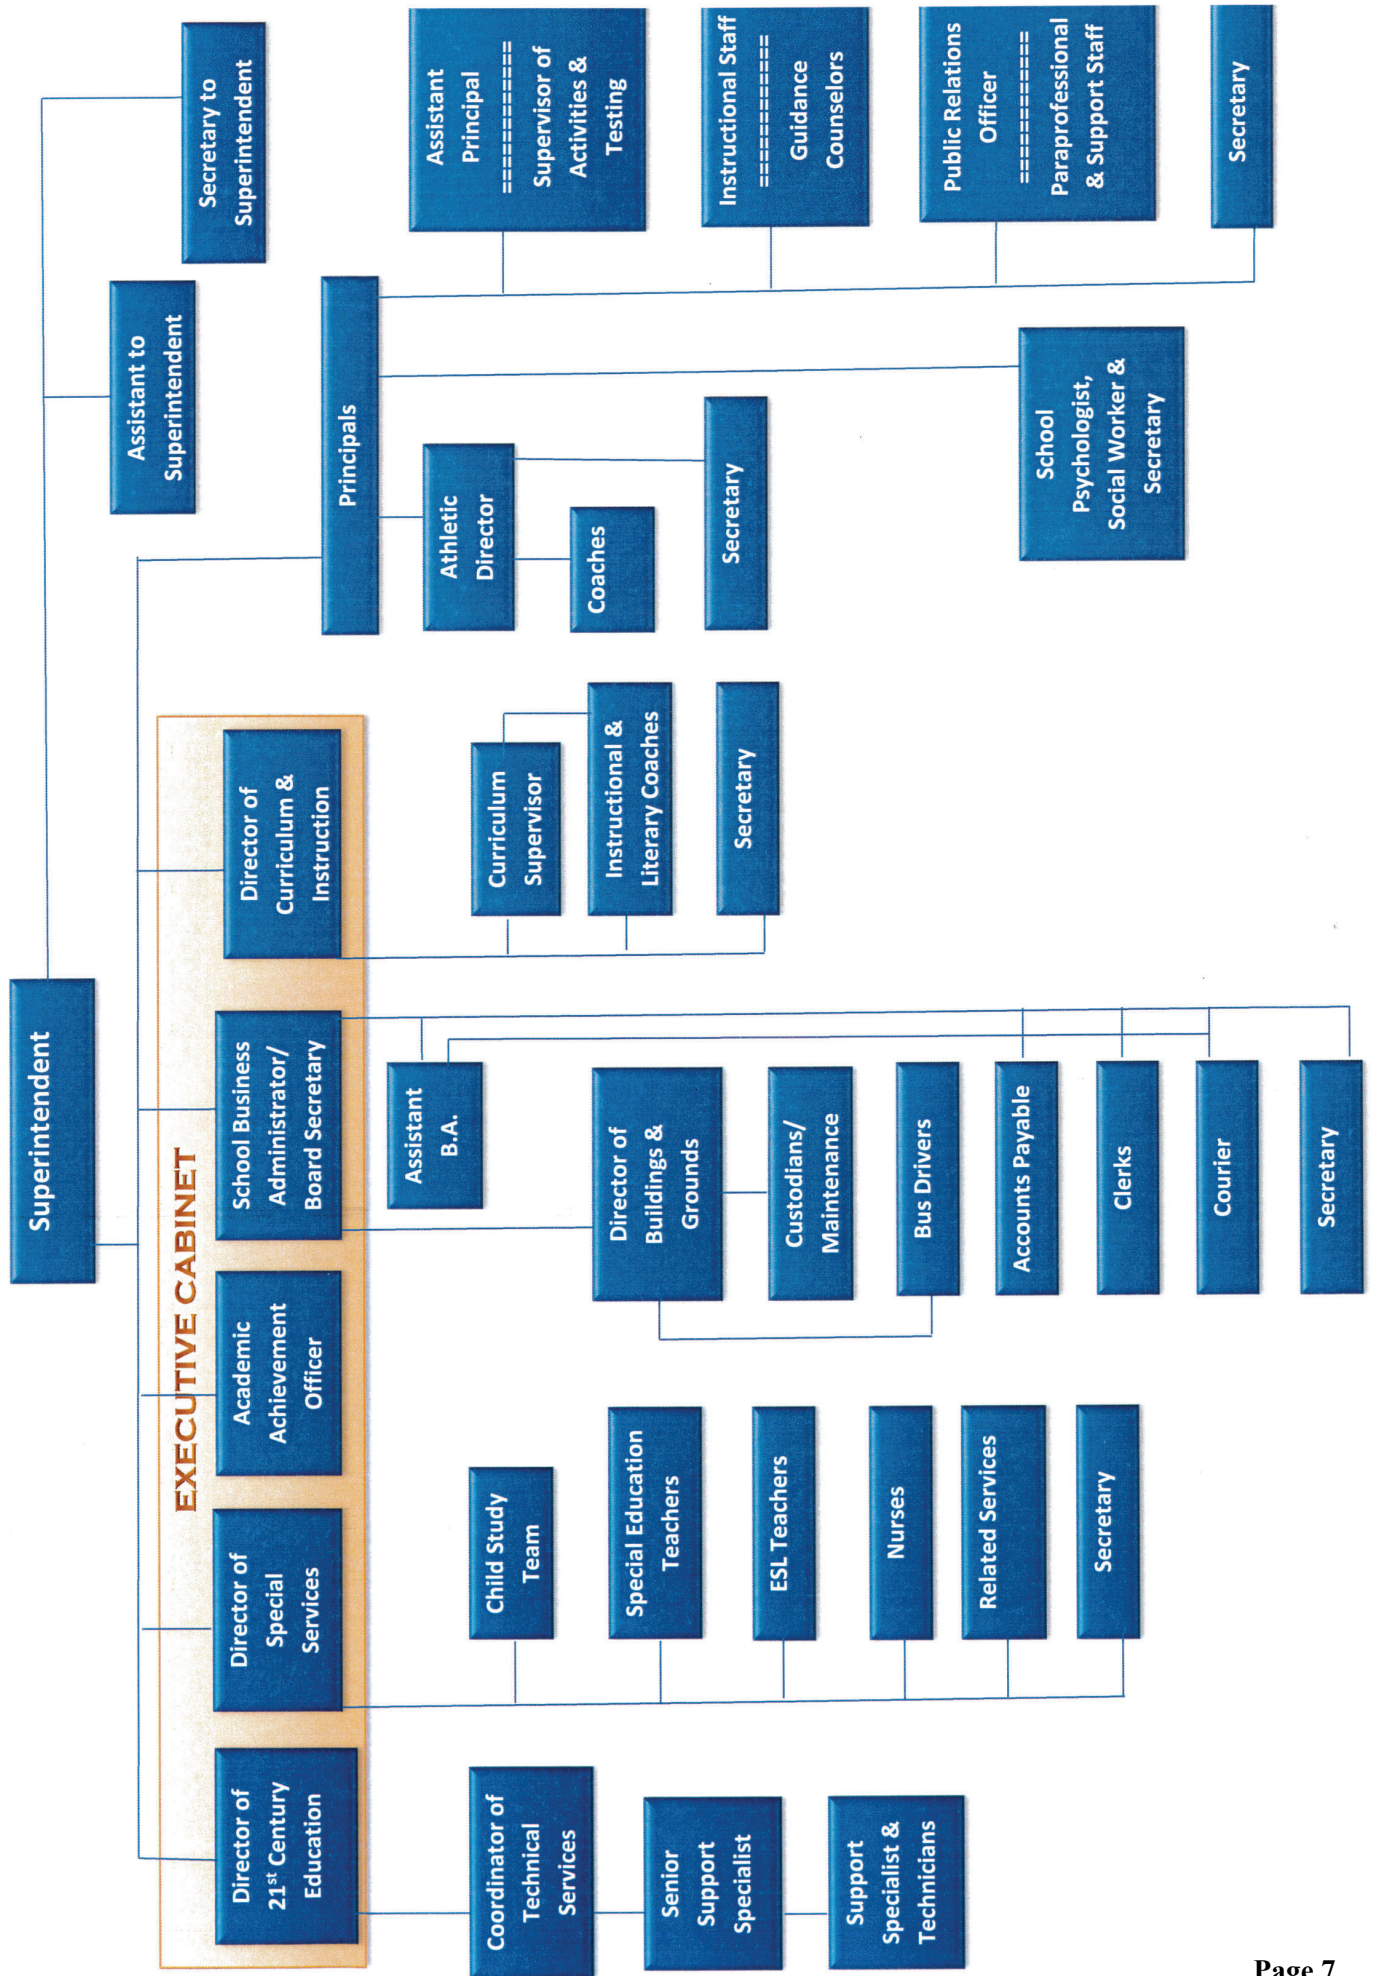 Superintendent
Assistant to
Superintendent
Secretary to
Superintendent
EXECUTIVE CABINET
Director of
21st Century
Education
Director of
Special
Services
Academic
Achievement
Officer
School Business
Administrator/
Board Secretary
Director of
Curriculum &
Instruction
Principals
Coordinator of
Technical
Services
Senior
Support
Specialist
Support
Specialist &
Technicians
Child Study
Team
Special Education
Teachers
ESL Teachers
Nurses
Related Services
Secretary
Assistant
B.A.
Director of
Buildings &
Grounds
Custodians/
Maintenance
Bus Drivers
Accounts Payable
Clerks
Courier
Secretary
Curriculum
Supervisor
Instructional &
Literary Coaches
Secretary
Athletic
Director
Coaches
Secretary
School
Psychologist,
Social Worker &
Secretary
Assistant
Principal
============
Supervisor of
Activities &
Testing
Instructional Staff
============
Guidance
Counselors
Public Relations
Officer
==========
Paraprofessional
& Support Staff
Secretary
Page 7